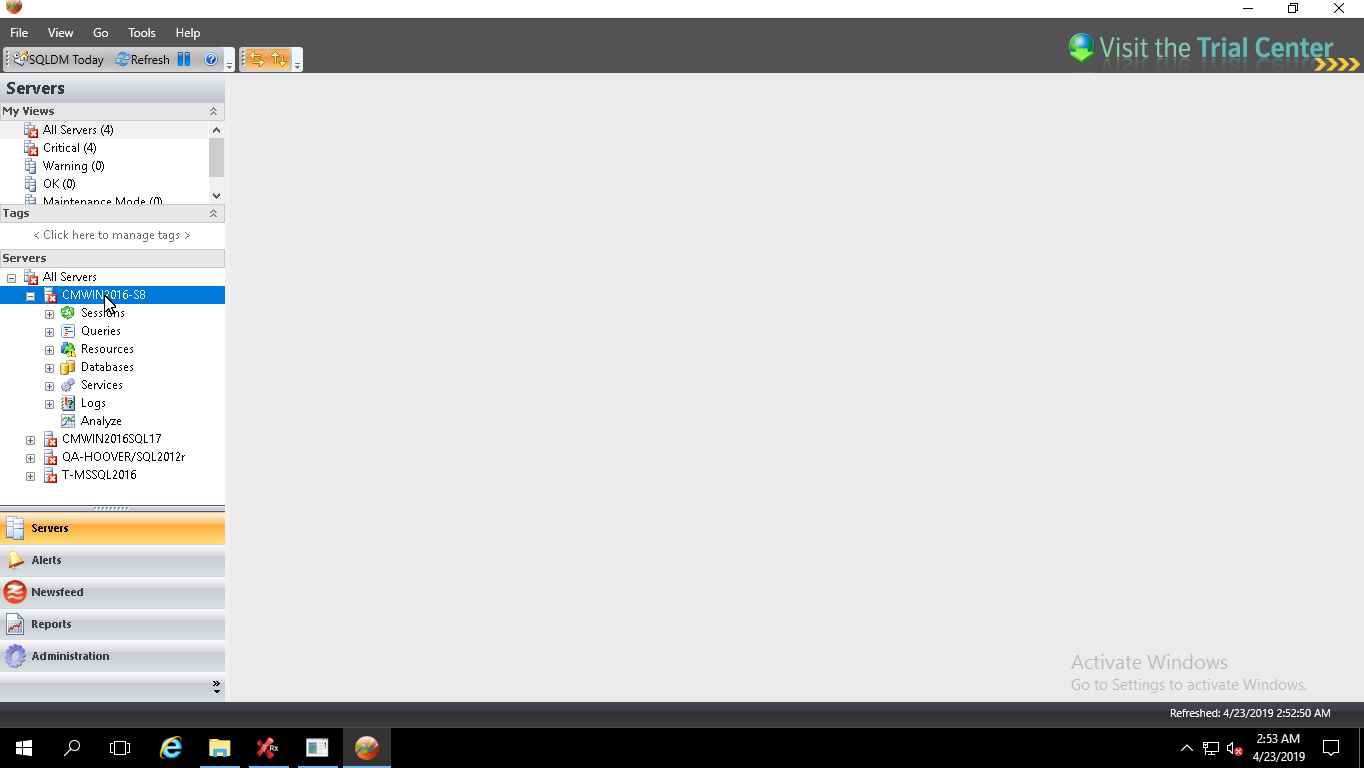 File View Go Tools Help
SQLDM Today Refresh
Visit the Trial Center
Servers
My Views
All Servers (4)
Critical (4)
Warning (0)
OK (0)
Maintenance Mode (0)
Tags
< Click here to manage tags >
Servers
All Servers
CMWIN2016-S8
Sessions
Queries
Resources
Databases
Services
Logs
Analyze
CMWIN2016SQL17
QA-HOOVER/SQL2012r
T-MSSQL2016
Servers
Alerts
Newsfeed
Reports
Administration
Activate Windows
Go to Settings to activate Windows.
Refreshed: 4/23/2019 2:52:50 AM
Rx
2:53 AM
4/23/2019